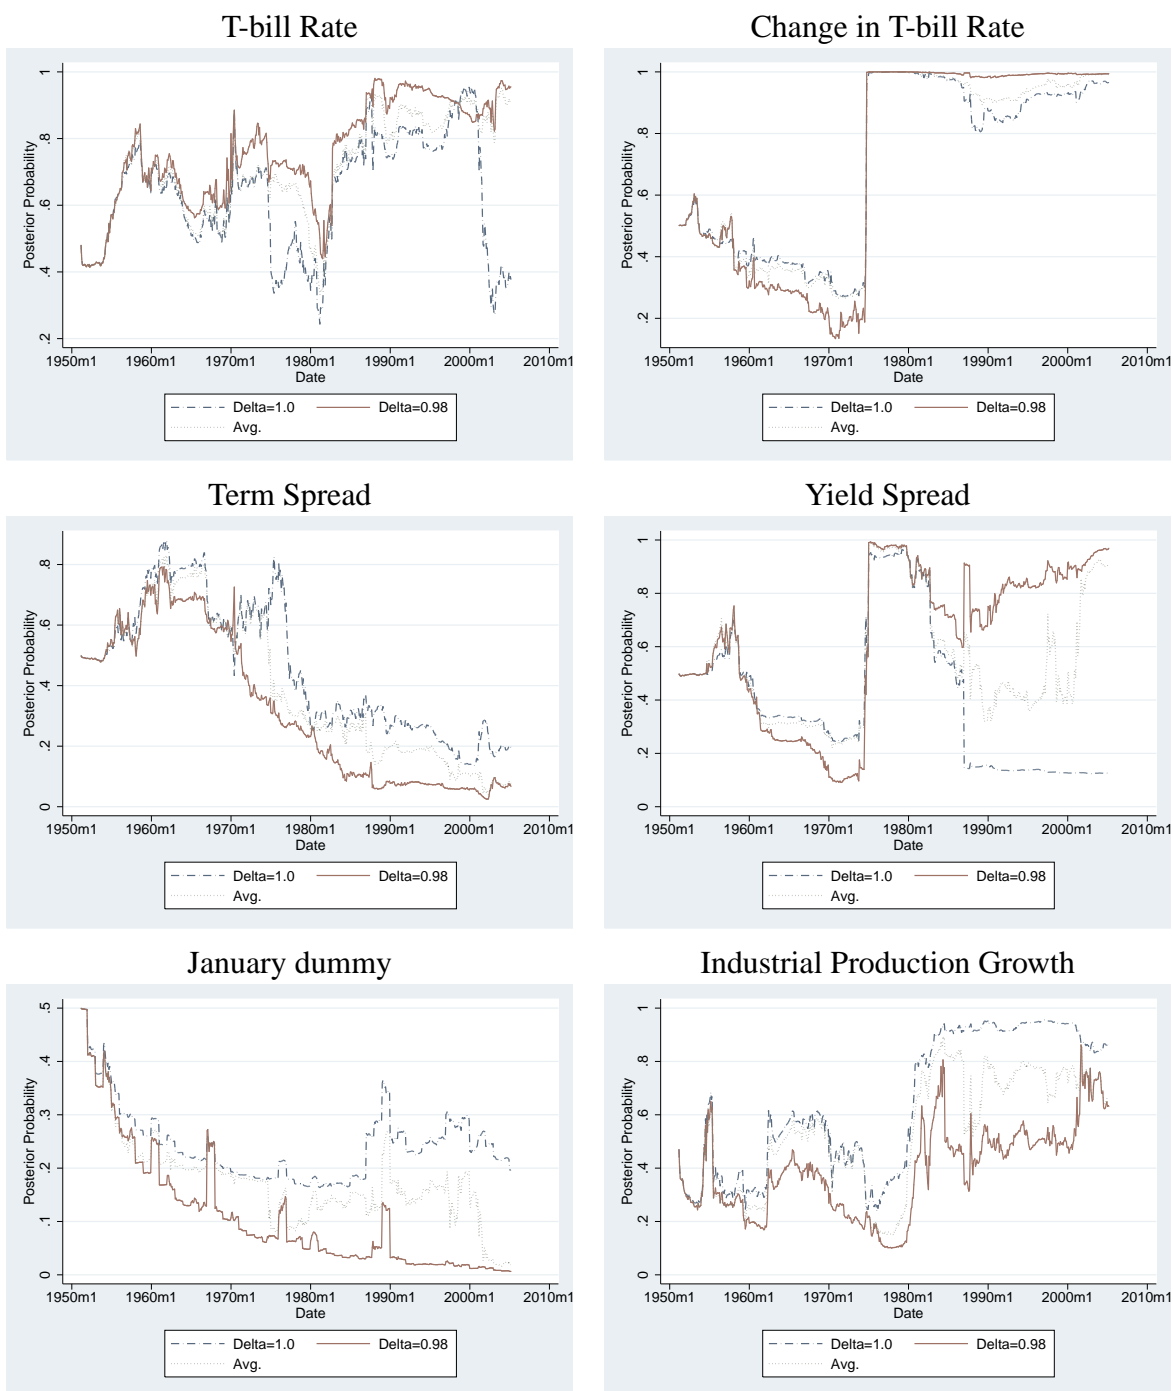 T-bill Rate
Posterior Probability
1
.8
.6
.4
.2
1950m1 1960m1 1970m1 1980m1 1990m1 2000m1 2010m1
Date
Delta=1.0 Delta=0.98
Avg.
Change in T-bill Rate
Posterior Probability
1
.8
.6
.4
.2
1950m1 1960m1 1970m1 1980m1 1990m1 2000m1 2010m1
Date
Delta=1.0 Delta=0.98
Avg.
Term Spread
Posterior Probability
.8
.6
.4
.2
0
1950m1 1960m1 1970m1 1980m1 1990m1 2000m1 2010m1
Date
Delta=1.0 Delta=0.98
Avg.
Yield Spread
Posterior Probability
1
.8
.6
.4
.2
0
1950m1 1960m1 1970m1 1980m1 1990m1 2000m1 2010m1
Date
Delta=1.0 Delta=0.98
Avg.
January dummy
Posterior Probability
.5
.4
.3
.2
.1
0
1950m1 1960m1 1970m1 1980m1 1990m1 2000m1 2010m1
Date
Delta=1.0 Delta=0.98
Avg.
Industrial Production Growth
Posterior Probability
1
.8
.6
.4
.2
0
1950m1 1960m1 1970m1 1980m1 1990m1 2000m1 2010m1
Date
Delta=1.0 Delta=0.98
Avg.